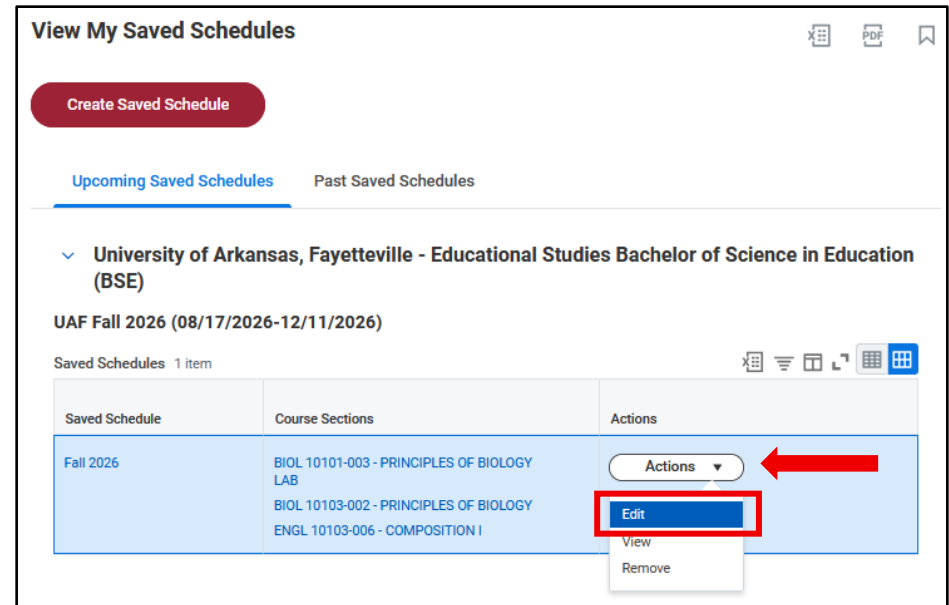 View My Saved Schedules
PDF
Create Saved Schedule
Upcoming Saved Schedules
Past Saved Schedules
University of Arkansas, Fayetteville - Educational Studies Bachelor of Science in Education
(BSE)
UAF Fall 2026 (08/17/2026-12/11/2026)
Saved Schedules 1 item
Saved Schedule
Course Sections
Actions
Fall 2026
BIOL 10101-003 - PRINCIPLES OF BIOLOGY
LAB
BIOL 10103-002 - PRINCIPLES OF BIOLOGY
ENGL 10103-006 - COMPOSITION I
Actions
Edit
View
Remove